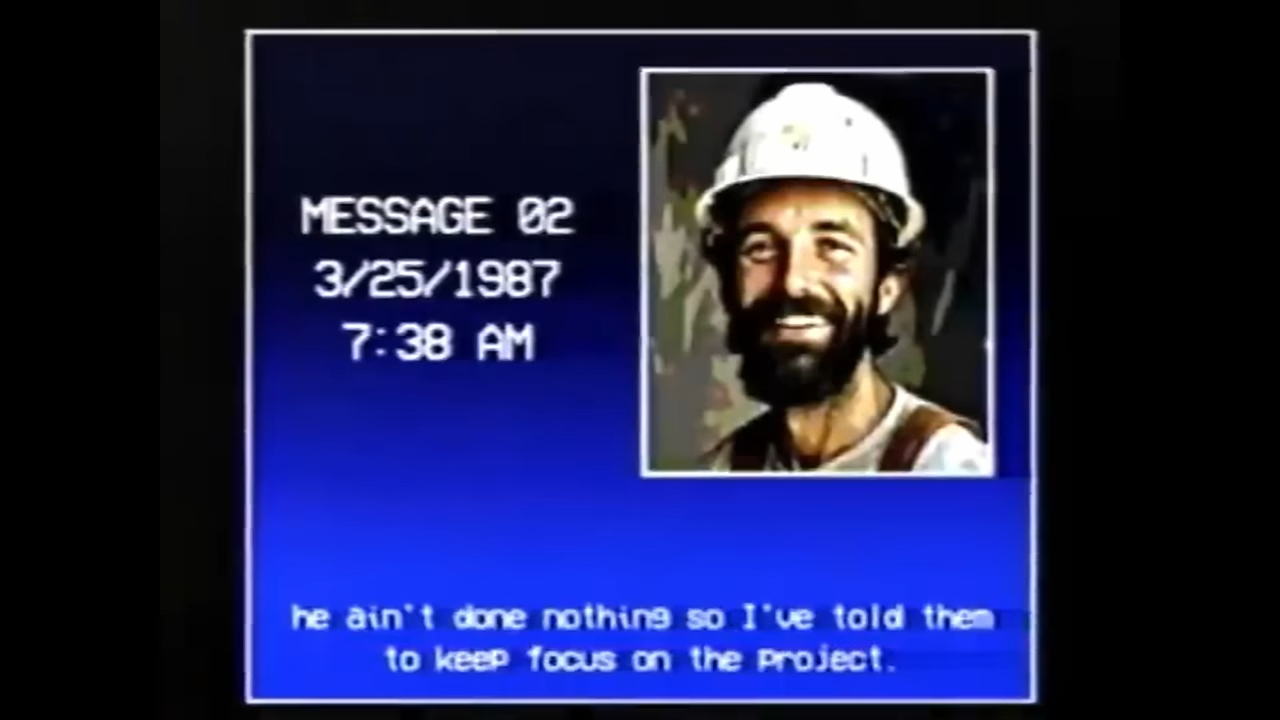 MESSAGE 02
3/25/1987
7:38 AM
he ain't done nothing so I've told them
to keep focus on the project.